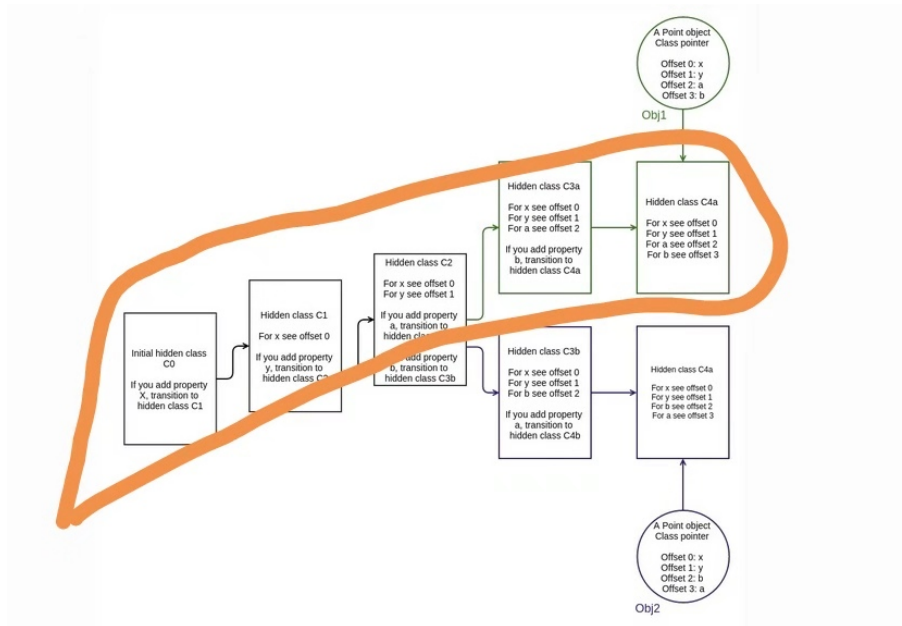 A Point object
Class pointer
Offset 0: x
Offset 1: y
Offset 2: a
Offset 3: b
Obj1
Initial hidden class
C0
If you add property
X, transition to
hidden class C1
Hidden class C1
For x see offset 0
If you add property
y, transition to
hidden class
Hidden class C2
For x see offset 0
For y see offset 1
If you add property
a, transition to
hidden
add property
b, transition to
hidden class C3b
Hidden class C3a
For x see offset 0
For y see offset 1
For a see offset 2
If you add property
b, transition to
hidden class C4a
Hidden class C4a
For x see offset 0
For y see offset 1
For a see offset 2
For b see offset 3
Hidden class C3b
For x see offset 0
For y see offset 1
For b see offset 2
If you add property
a, transition to
hidden class C4b
Hidden class C4a
For x see offset 0
For y see offset 1
For b see offset 2
For a see offset 3
A Point object
Class pointer
Offset 0: x
Offset 1: y
Offset 2: b
Offset 3: a
Obj2